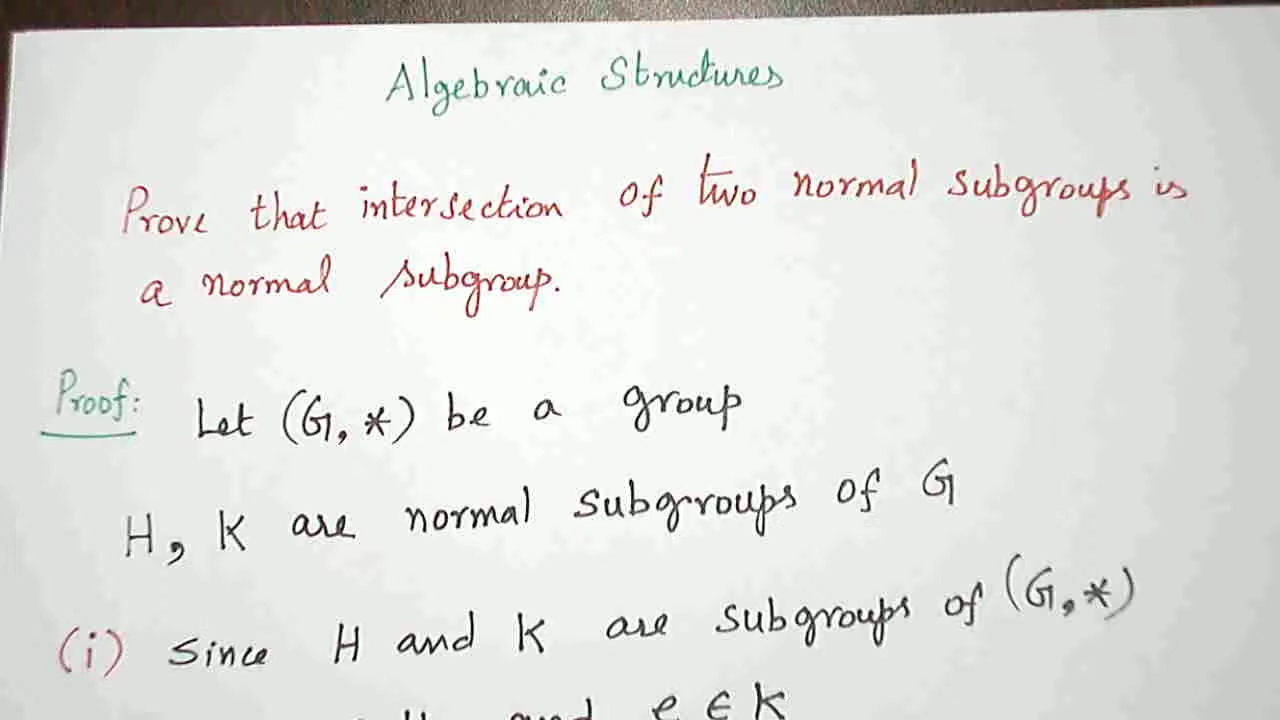 Algebraic Structures
Prove that intersection of two normal subgroups is
a normal subgroup.
Proof: Let (G, *) be a group
H, K are normal subgroups of G
(i) Since H and K are subgroups of (G, *)
and e ∈ K